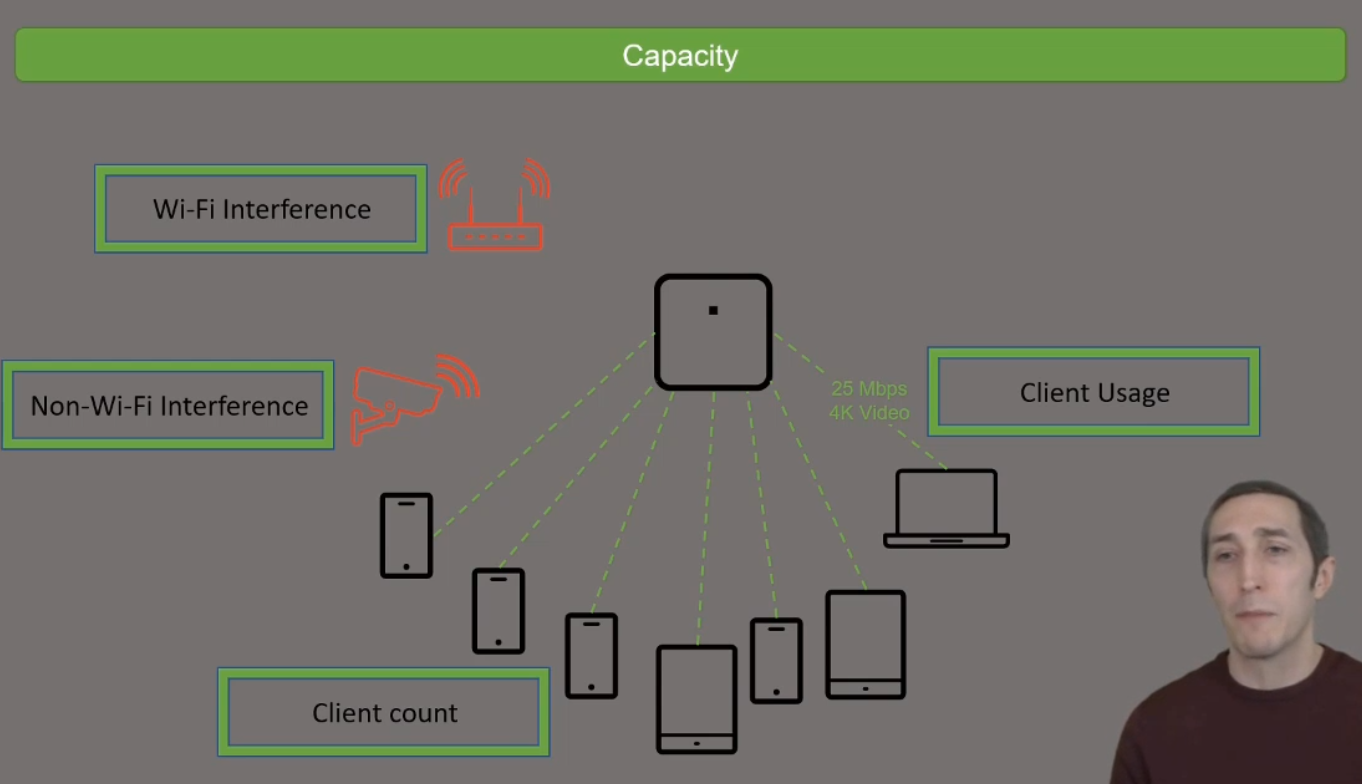 Capacity
Wi-Fi Interference
Non-Wi-Fi Interference
25 Mbps
4K Video
Client Usage
Client count